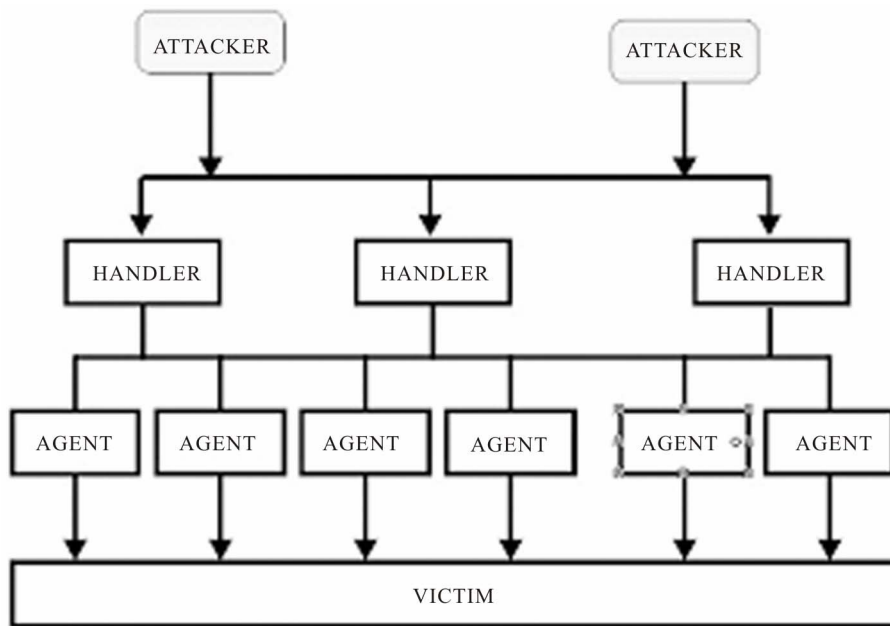 ATTACKER
ATTACKER
HANDLER
HANDLER
HANDLER
AGENT
AGENT
AGENT
AGENT
AGENT
AGENT
VICTIM